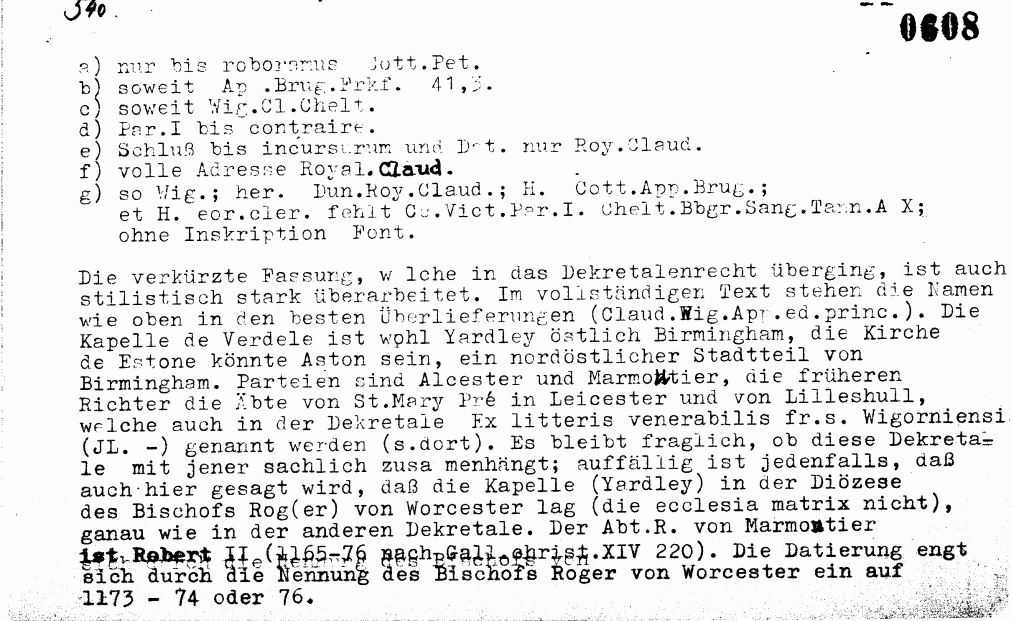 540.
0608
a) nur bis roboramus Cott.Pet.
b) soweit Ap .Brug.Frkf. 41,3.
c) soweit Wig.Cl.Chelt.
d) Par.I bis contraire.
e) Schluß bis incursurum und Dat. nur Roy.Claud.
f) volle Adresse Royal.Claud.
g) so Wig.; her. Dun.Roy.Claud.; H. Cott.App.Brug.;
et H. eor.cler. fehlt Victt.Par.I. Chelt.Bbgr.Sang.Tann.A X;
ohne Inskription Font.
Die verkürzte Fassung, w lche in das Dekretalenrecht überging, ist auch
stilistisch stark überarbeitet. Im vollständigen Text stehen die Namen
wie oben in den besten Überlieferungen (Claud.Wig.App.ed.princ.). Die
Kapelle de Verdele ist wohl Yardley östlich Birmingham, die Kirche
de Estone könnte Aston sein, ein nordöstlicher Stadtteil von
Birmingham. Parteien sind Alcester und Marmoutier, die früheren
Richter die Äbte von St.Mary Pré in Leicester und von Lilleshull,
welche auch in der Dekretale Ex litteris venerabilis fr.s. Wigorniensi
(JL. -) genannt werden (s.dort). Es bleibt fraglich, ob diese Dekreta=
le mit jener sachlich zusa menhängt; auffällig ist jedenfalls, daß
auch hier gesagt wird, daß die Kapelle (Yardley) in der Diözese
des Bischofs Rog(er) von Worcester lag (die ecclesia matrix nicht),
ganau wie in der anderen Dekretale. Der Abt.R. von Marmoutier
ist Robert II (1165-76 nach Gall.christ.XIV 220). Die Datierung engt
sich durch die Nennung des Bischofs Roger von Worcester ein auf
1173 - 74 oder 76.